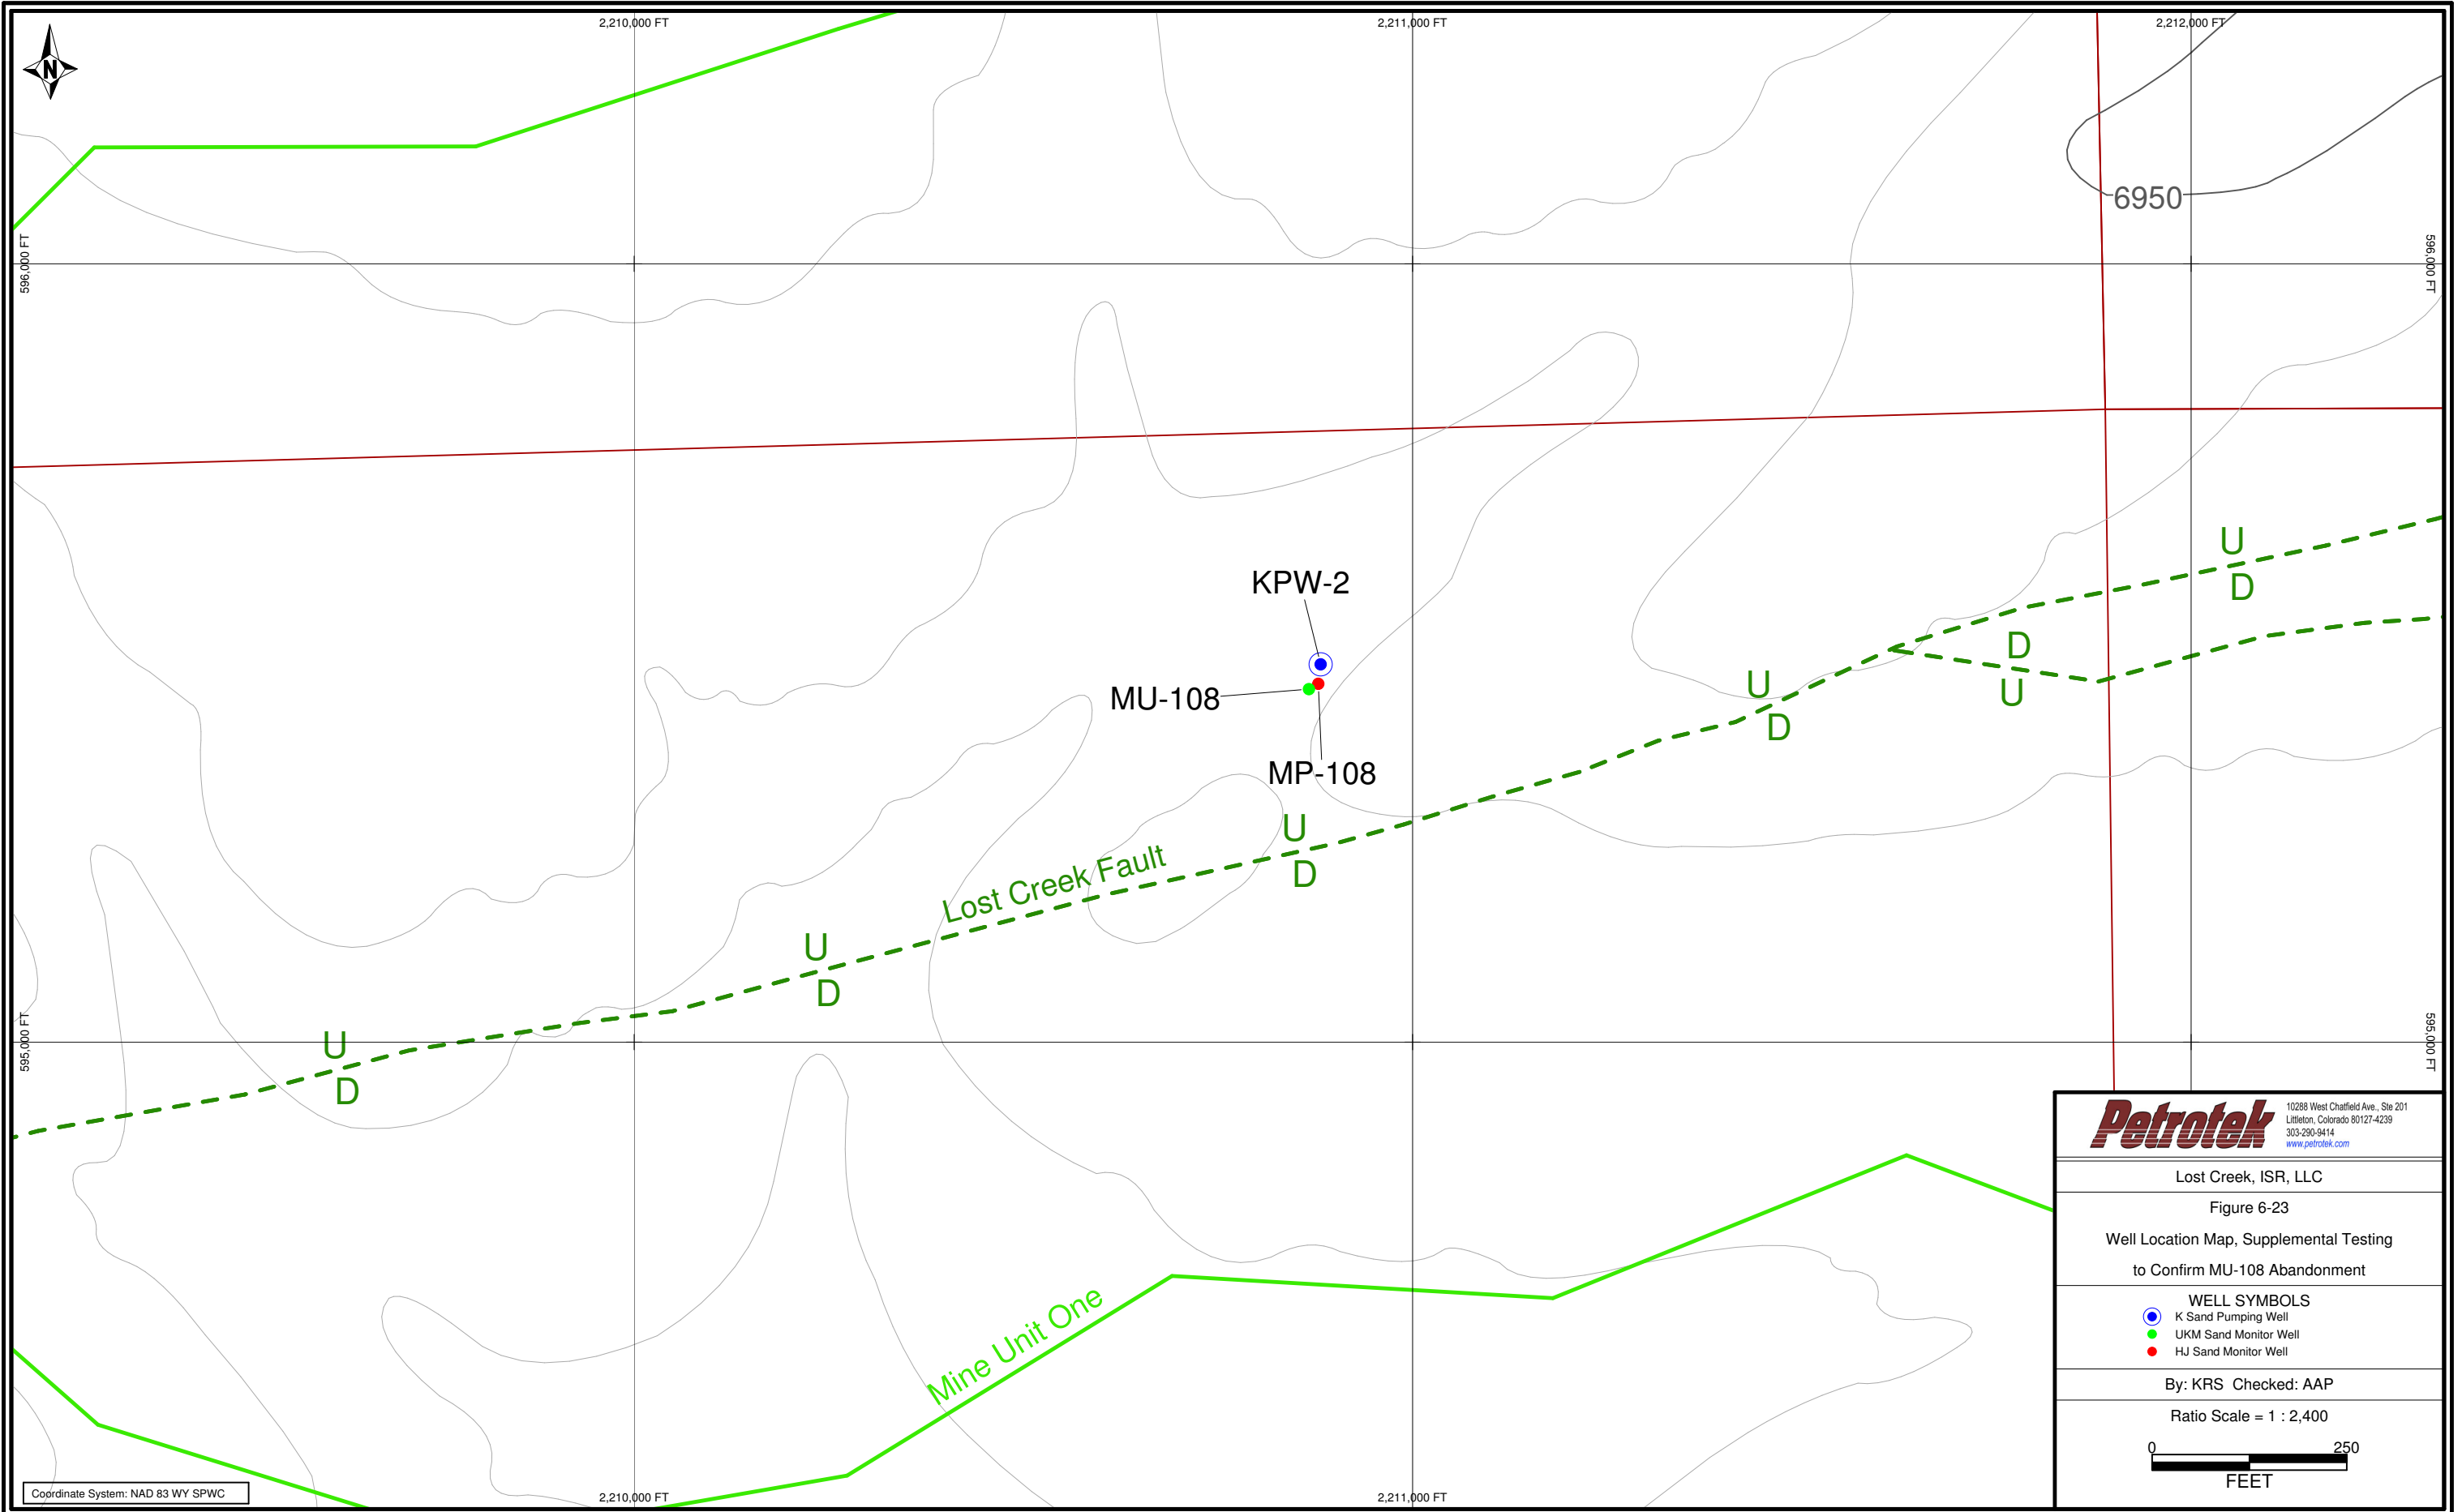 2,210,000 FT
2,211,000 FT
2,212,000 FT
N
6950
596,000 FT
596,000 FT
KPW-2
MU-108
MP-108
U
D
D
U
U
D
U
D
Lost Creek Fault
U
D
U
D
595,000 FT
595,000 FT
Mine Unit One
Petrotek
10288 West Chatfield Ave., Ste 201
Littleton, Colorado 80127-4239
303-290-9414
www.petrotek.com
Lost Creek, ISR, LLC
Figure 6-23
Well Location Map, Supplemental Testing
to Confirm MU-108 Abandonment
WELL SYMBOLS
K Sand Pumping Well
UKM Sand Monitor Well
HJ Sand Monitor Well
By: KRS Checked: AAP
Ratio Scale = 1 : 2,400
0 250
FEET
Coordinate System: NAD 83 WY SPWC
2,210,000 FT
2,211,000 FT